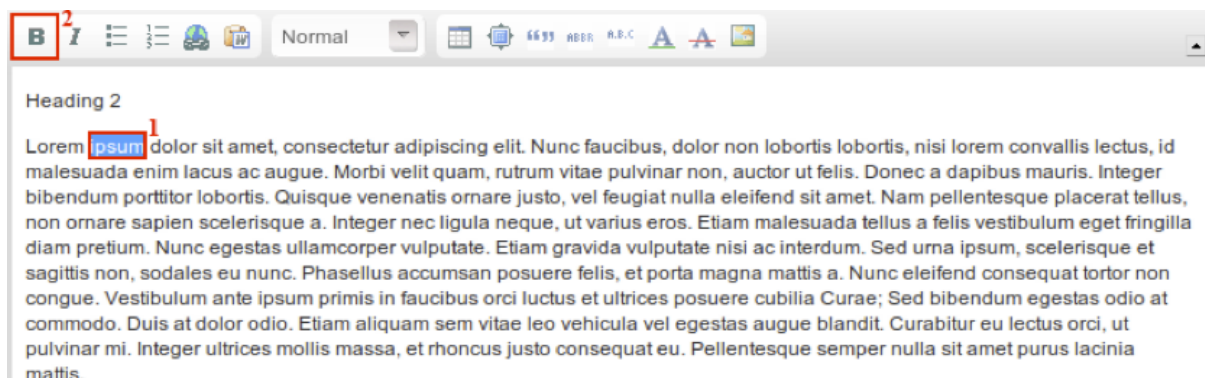 2
B I Normal 6699 ABBR A.B.C A A
Heading 2
1
Lorem ipsum dolor sit amet, consectetur adipiscing elit. Nunc faucibus, dolor non lobortis lobortis, nisi lorem convallis lectus, id
malesuada enim lacus ac augue. Morbi velit quam, rutrum vitae pulvinar non, auctor ut felis. Donec a dapibus mauris. Integer
bibendum porttitor lobortis. Quisque venenatis ornare justo, vel feugiat nulla eleifend sit amet. Nam pellentesque placerat tellus,
non ornare sapien scelerisque a. Integer nec ligula neque, ut varius eros. Etiam malesuada tellus a felis vestibulum eget fringilla
diam pretium. Nunc egestas ullamcorper vulputate. Etiam gravida vulputate nisi ac interdum. Sed urna ipsum, scelerisque et
sagittis non, sodales eu nunc. Phasellus accumsan posuere felis, et porta magna mattis a. Nunc eleifend consequat tortor non
congue. Vestibulum ante ipsum primis in faucibus orci luctus et ultrices posuere cubilia Curae; Sed bibendum egestas odio at
commodo. Duis at dolor odio. Etiam aliquam sem vitae leo vehicula vel egestas augue blandit. Curabitur eu lectus orci, ut
pulvinar mi. Integer ultrices mollis massa, et rhoncus justo consequat eu. Pellentesque semper nulla sit amet purus lacinia
mattis.